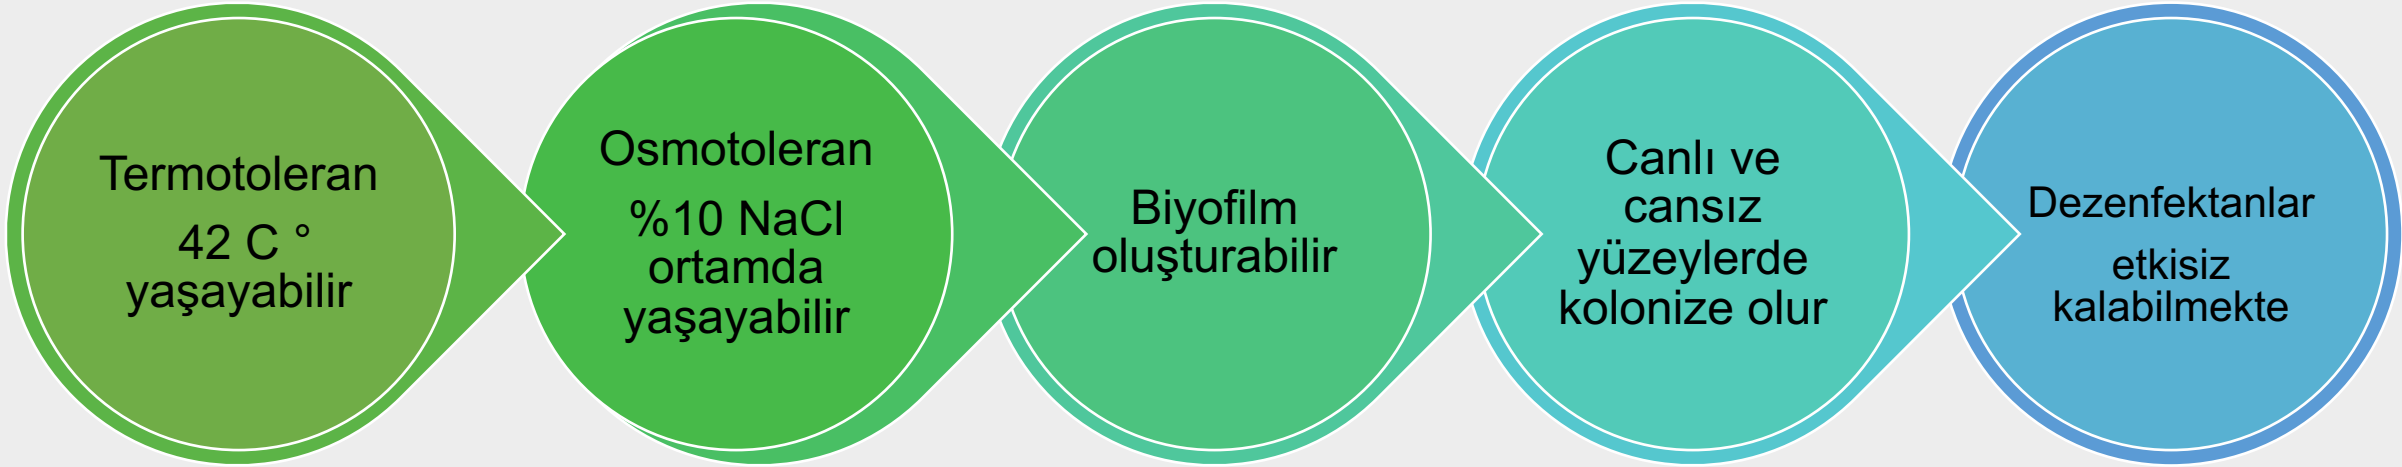 Termotoleran
42 C °
yaşayabilir
Osmotoleran
%10 NaCl
ortamda
yaşayabilir
Biyofilm
oluşturabilir
Canlı ve
cansız
yüzeylerde
kolonize olur
Dezenfektanlar
etkisiz
kalabilmekte